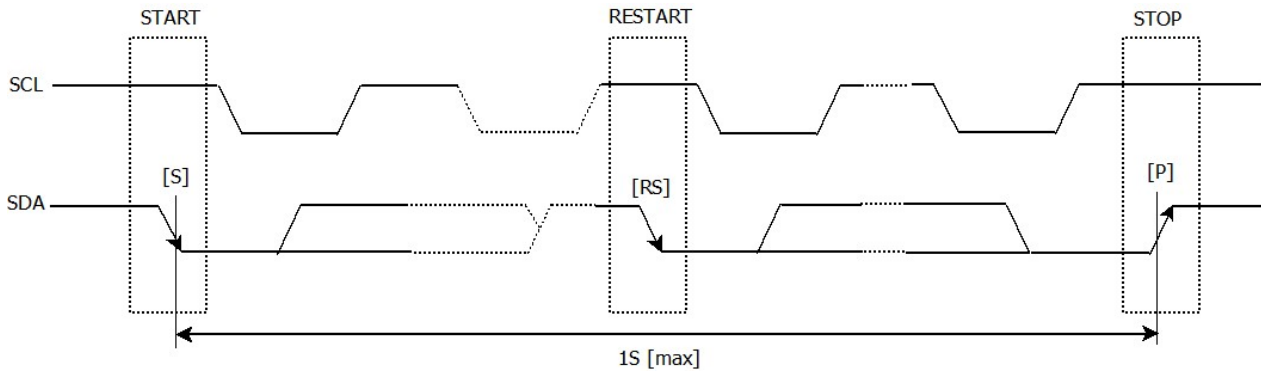 START RESTART STOP
SCL
[S] [RS] [P]
SDA
1S [max]